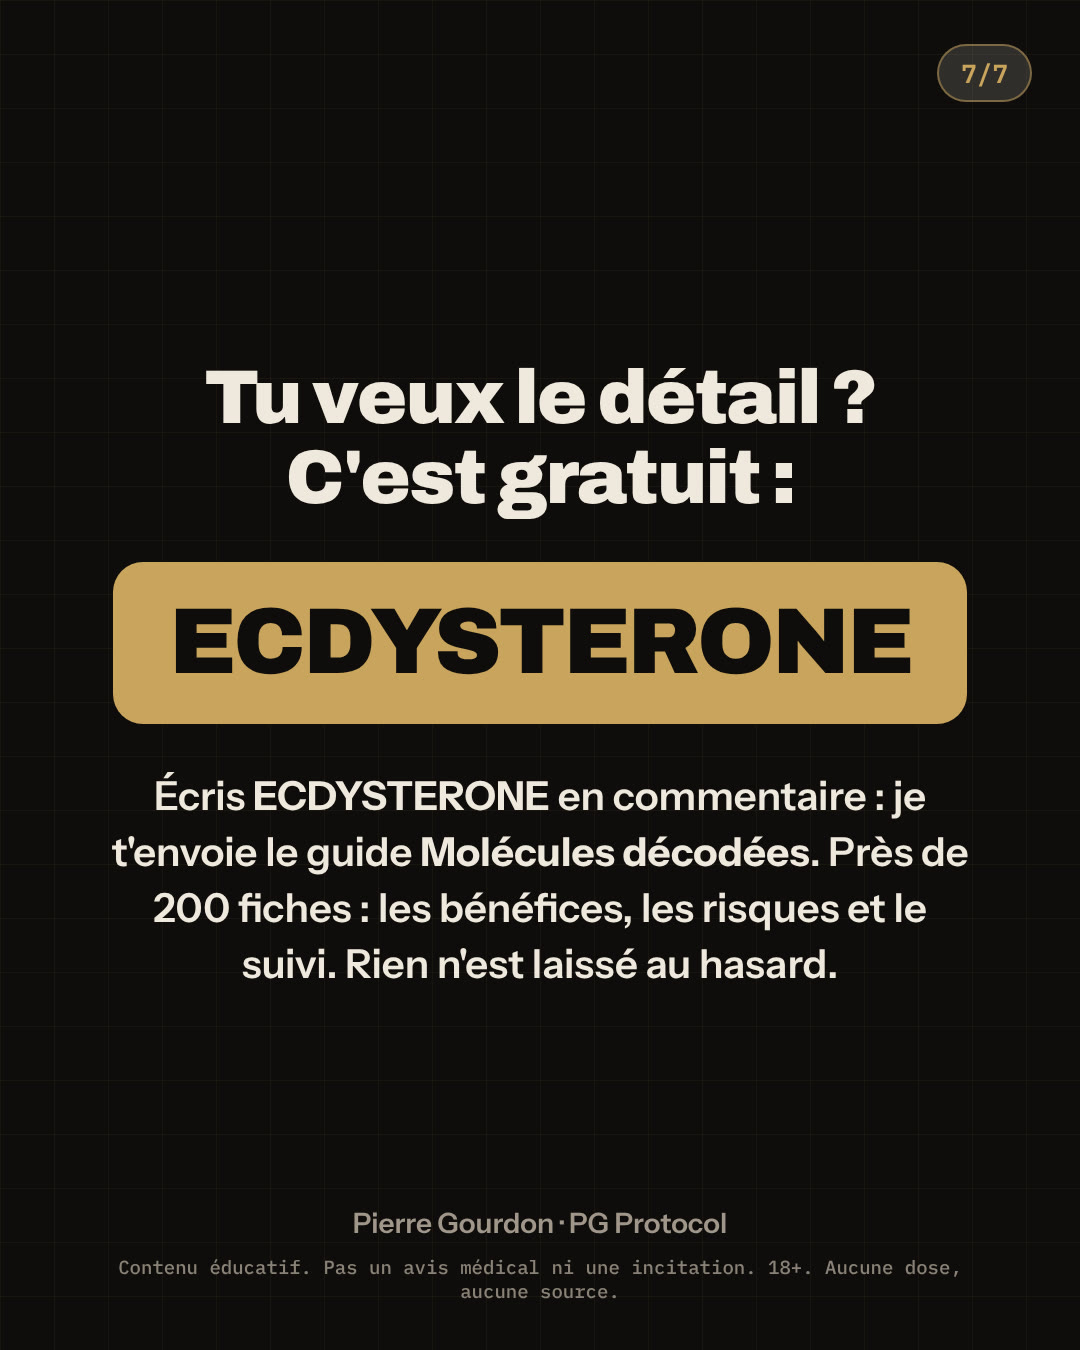 7/7
Tu veux le détail ?
C'est gratuit :
ECDYSTERONE
Écris ECDYSTERONE en commentaire : je
t'envoie le guide Molécules décodées. Près de
200 fiches : les bénéfices, les risques et le
suivi. Rien n'est laissé au hasard.
Pierre Gourdon · PG Protocol
Contenu éducatif. Pas un avis médical ni une incitation. 18+. Aucune dose,
aucune source.